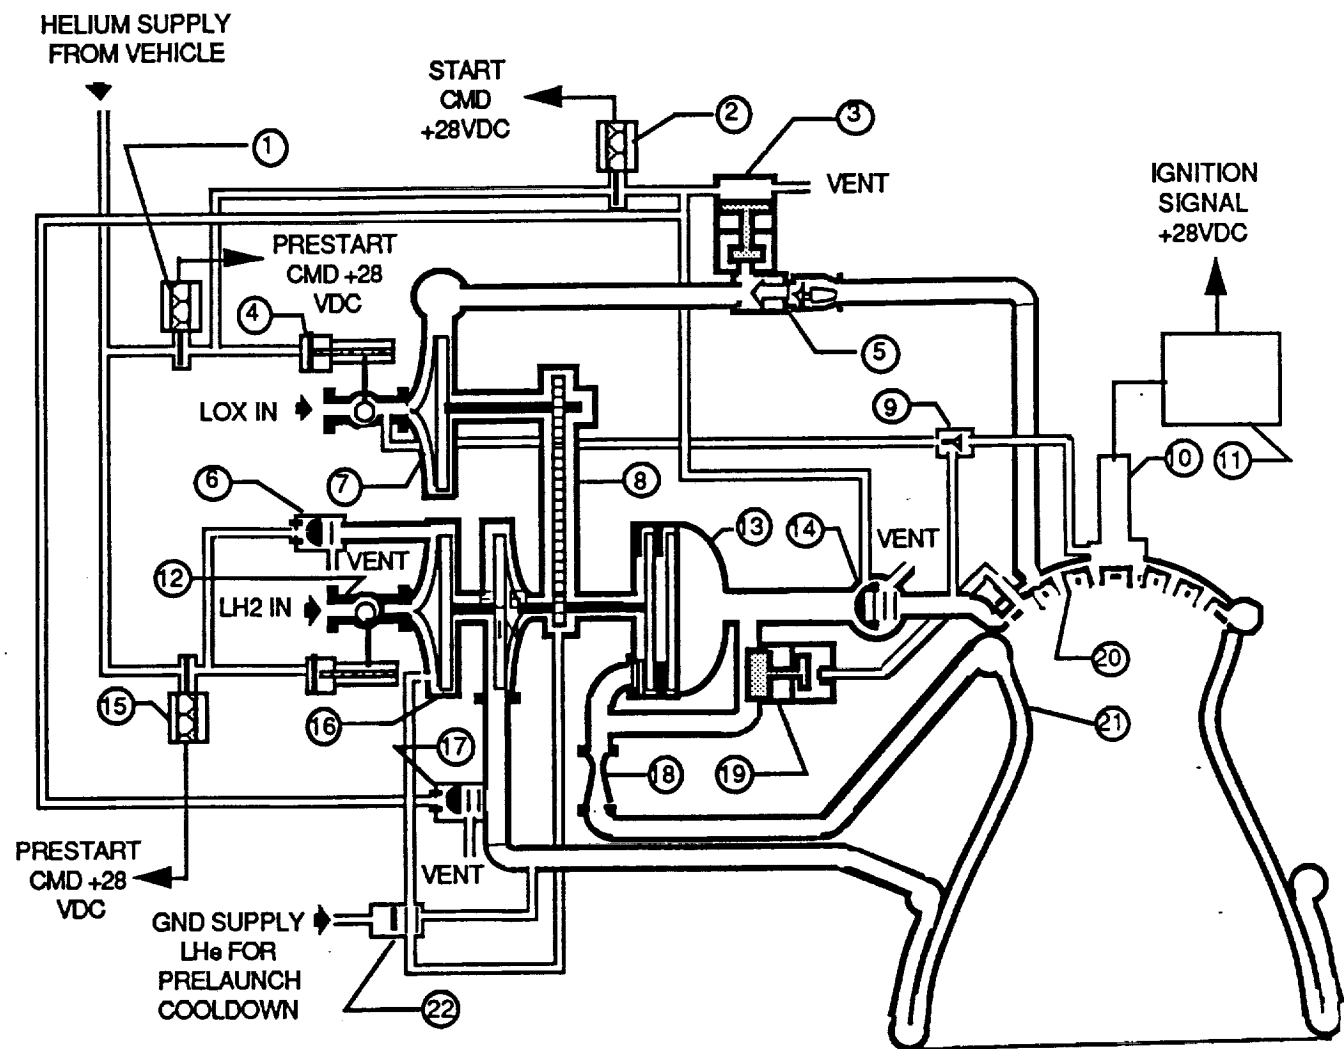 HELIUM SUPPLY
FROM VEHICLE
START
CMD
+28VDC
2
3
VENT
IGNITION
SIGNAL
+28VDC
1
PRESTART
CMD +28
VDC
4
5
LOX IN
9
6
7
8
10
11
VENT
12
LH2 IN
13
14
VENT
15
16
17
18
19
20
21
VENT
PRESTART
CMD +28
VDC
GND SUPPLY
LHe FOR
PRELAUNCH
COOLDOWN
22